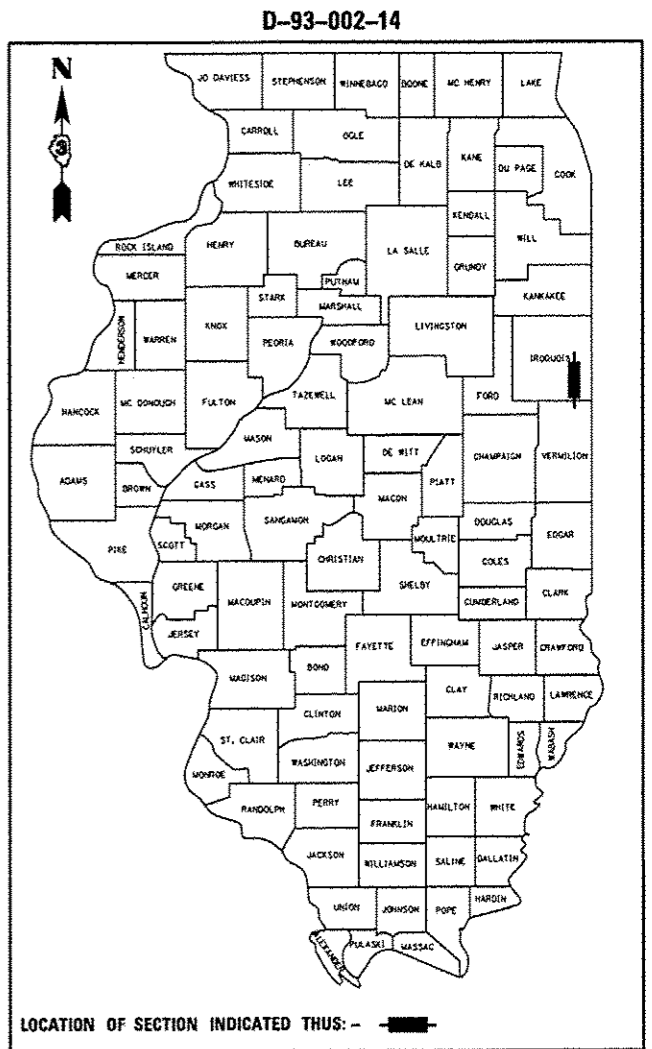 D-93-002-14
N
3
JO DAVIESS
STEPHENSON
WINNEBAGO
BOONE
MC HENRY
LAKE
CARROLL
OGLE
DE KALB
KANE
DU PAGE
COOK
WHITESIDE
LEE
KENDALL
WILL
ROCK ISLAND
HENRY
BUREAU
LA SALLE
GRUNDY
MERCER
PUTNAM
KANKAKEE
STARK
MARSHALL
HENDERSON
WARREN
KNOX
PEORIA
WOODFORD
LIVINGSTON
IROQUOIS
HANCOCK
MC DONOUGH
FULTON
TAZEWELL
MC LEAN
FORD
SCHUYLER
MASON
LOGAN
DE WITT
CHAMPAIGN
VERMILION
ADAMS
BROWN
CASS
MENARD
MACON
PIATT
PIKE
SCOTT
MORGAN
SANGAMON
DOUGLAS
EDGAR
CHRISTIAN
MOULTRIE
COLES
GREENE
MACOUPIN
MONTGOMERY
SHELBY
CUMBERLAND
CLARK
CALHOUN
JERSEY
FAYETTE
EFFINGHAM
JASPER
CRAWFORD
MADISON
BOND
CLAY
RICHLAND
LAWRENCE
CLINTON
MARION
ST. CLAIR
WASHINGTON
WAYNE
EDWARDS
WABASH
MONROE
JEFFERSON
RANDOLPH
PERRY
HAMILTON
WHITE
FRANKLIN
JACKSON
WILLIAMSON
SALINE
GALLATIN
UNION
JOHNSON
POPE
HARDIN
ALEXANDER
PULASKI
MASSAC
LOCATION OF SECTION INDICATED THUS: -